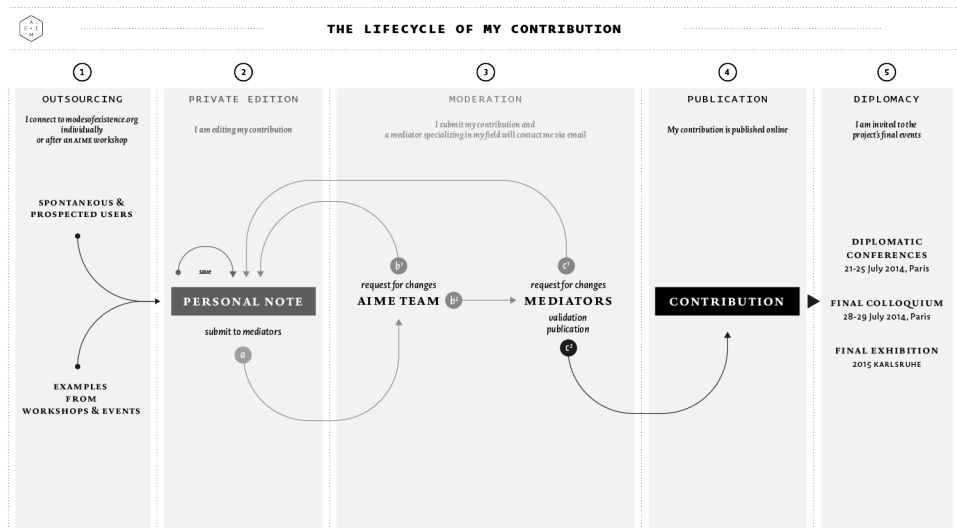 A
E E
M
THE LIFECYCLE OF MY CONTRIBUTION
1
OUTSOURCING
I connect to modesofexistence.org
individually
or after an AIME workshop
SPONTANEOUS &
PROSPECTED USERS
EXAMPLES
FROM
WORKSHOPS & EVENTS
2
PRIVATE EDITION
I am editing my contribution
save
PERSONAL NOTE
submit to mediators
a
3
MODERATION
I submit my contribution and
a mediator specializing in my field will contact me via email
b¹
request for changes
AIME TEAM b²
c¹
request for changes
MEDIATORS
validation
publication
c²
4
PUBLICATION
My contribution is published online
CONTRIBUTION
5
DIPLOMACY
I am invited to the
project's final events
DIPLOMATIC
CONFERENCES
21-25 July 2014, Paris
FINAL COLLOQUIUM
28-29 July 2014, Paris
FINAL EXHIBITION
2015 KARLSRUHE